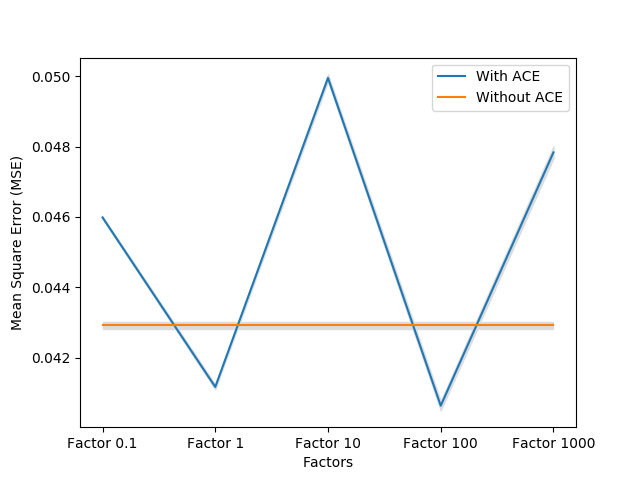 With ACE
Without ACE
0.050
0.048
0.046
0.044
0.042
Mean Square Error (MSE)
Factor 0.1 Factor 1 Factor 10 Factor 100 Factor 1000
Factors